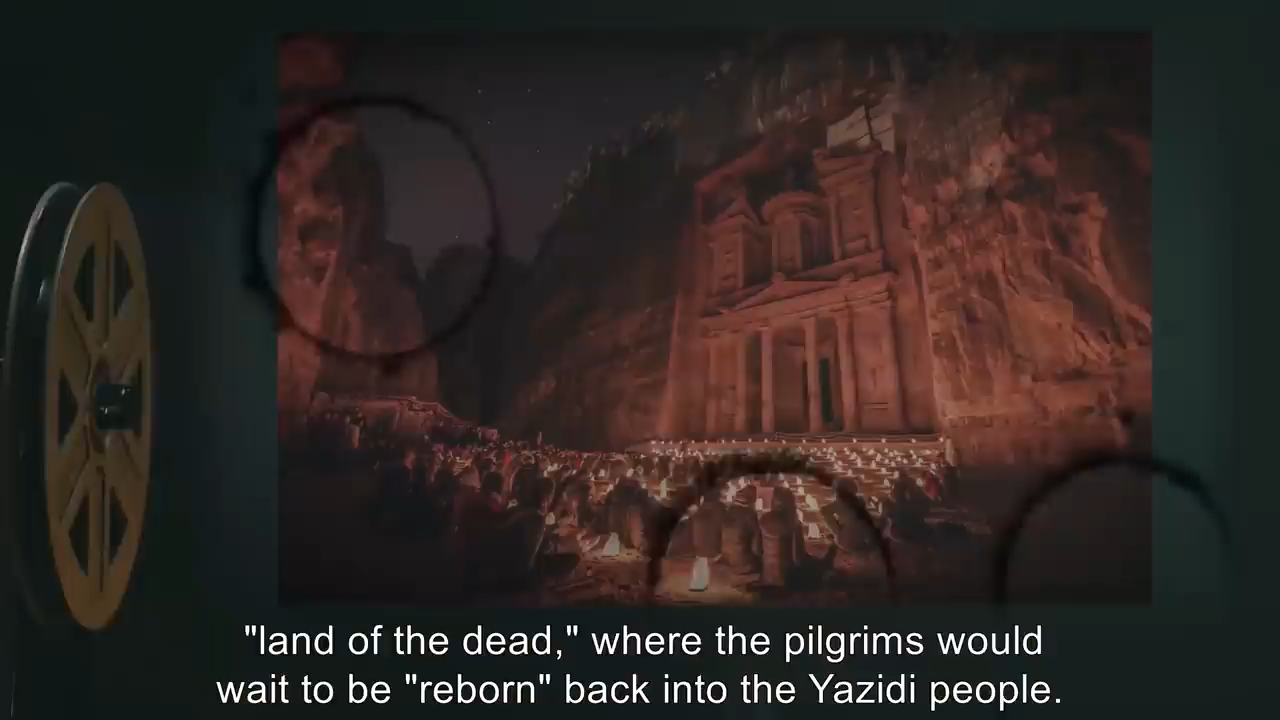 "land of the dead," where the pilgrims would
wait to be "reborn" back into the Yazidi people.